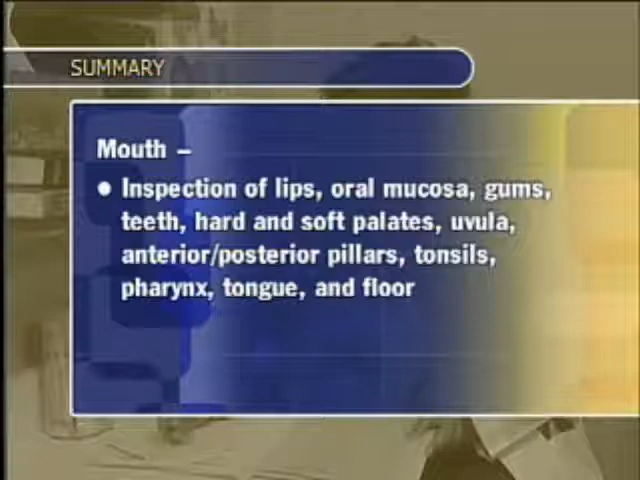 SUMMARY
Mouth –
● Inspection of lips, oral mucosa, gums,
teeth, hard and soft palates, uvula,
anterior/posterior pillars, tonsils,
pharynx, tongue, and floor